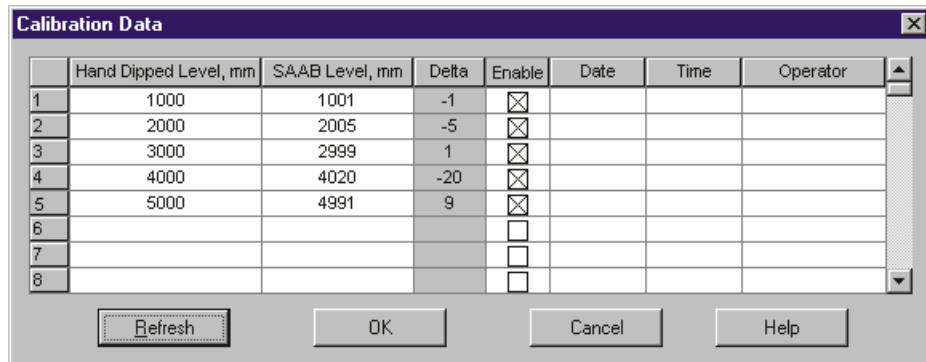 Calibration Data
Hand Dipped Level, mm SAAB Level, mm Delta Enable Date Time Operator
1 1000 1001 -1
2 2000 2005 -5
3 3000 2999 1
4 4000 4020 -20
5 5000 4991 9
6
7
8
Refresh OK Cancel Help